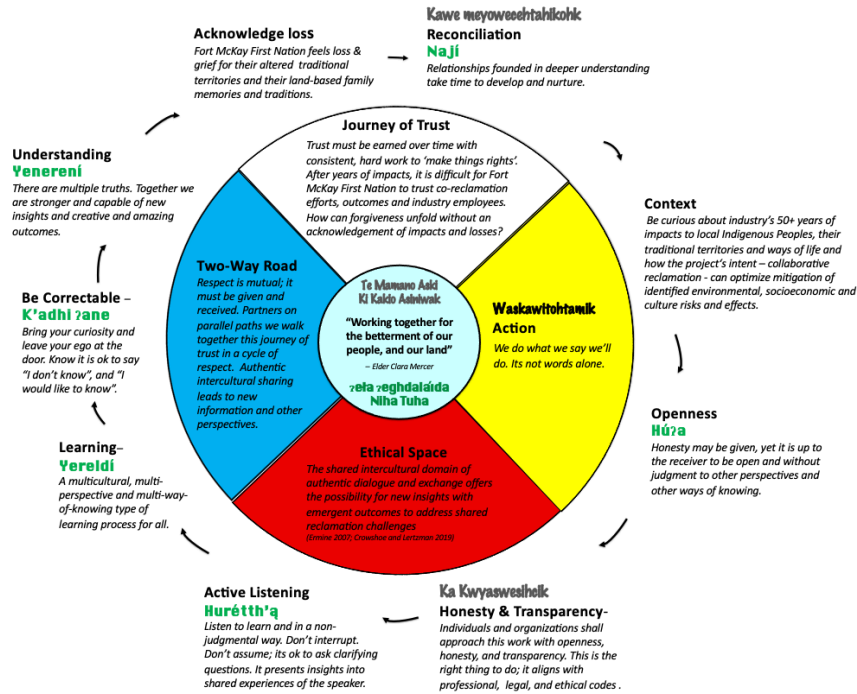 Acknowledge loss
Fort McKay First Nation feels loss &
grief for their altered traditional
territories and their land-based family
memories and traditions.
Kawe meyowecehtahikohk
Reconciliation
Nají
Relationships founded in deeper understanding
take time to develop and nurture.
Context
Be curious about industry's 50+ years of
impacts to local Indigenous Peoples, their
traditional territories and ways of life and
how the project's intent – collaborative
reclamation - can optimize mitigation of
identified environmental, socioeconomic and
culture risks and effects.
Openness
Húʔa
Honesty may be given, yet it is up to
the receiver to be open and without
judgment to other perspectives and
other ways of knowing.
Ka Kwyaswesihcik
Honesty & Transparency-
Individuals and organizations shall
approach this work with openness,
honesty, and transparency. This is the
right thing to do; it aligns with
professional, legal, and ethical codes .
Active Listening
Hurétth'ą
Listen to learn and in a non-
judgmental way. Don't interrupt.
Don't assume; its ok to ask clarifying
questions. It presents insights into
shared experiences of the speaker.
Learning–
Yereldí
A multicultural, multi-
perspective and multi-way-
of-knowing type of
learning process for all.
Be Correctable –
K'adhi ʔane
Bring your curiosity and
leave your ego at the
door. Know it is ok to say
"I don't know", and "I
would like to know".
Understanding
Yenerení
There are multiple truths. Together we
are stronger and capable of new
insights and creative and amazing
outcomes.
Journey of Trust
Trust must be earned over time with
consistent, hard work to 'make things rights'.
After years of impacts, it is difficult for Fort
McKay First Nation to trust co-reclamation
efforts, outcomes and industry employees.
How can forgiveness unfold without an
acknowledgement of impacts and losses?
Two-Way Road
Respect is mutual; it
must be given and
received. Partners on
parallel paths we walk
together this journey of
trust in a cycle of
respect. Authentic
intercultural sharing
leads to new
information and other
perspectives.
Te Mamano Aski
Ki Kaido Asiniwak
"Working together for
the betterment of our
people, and our land"
– Elder Clara Mercer
ʔeła ʔeghdalaída
Niha Tuha
Waskawitohtamik
Action
We do what we say we'll
do. Its not words alone.
Ethical Space
The shared intercultural domain of
authentic dialogue and exchange offers
the possibility for new insights with
emergent outcomes to address shared
reclamation challenges
(Ermine 2007; Crowshoe and Lertzman 2019)